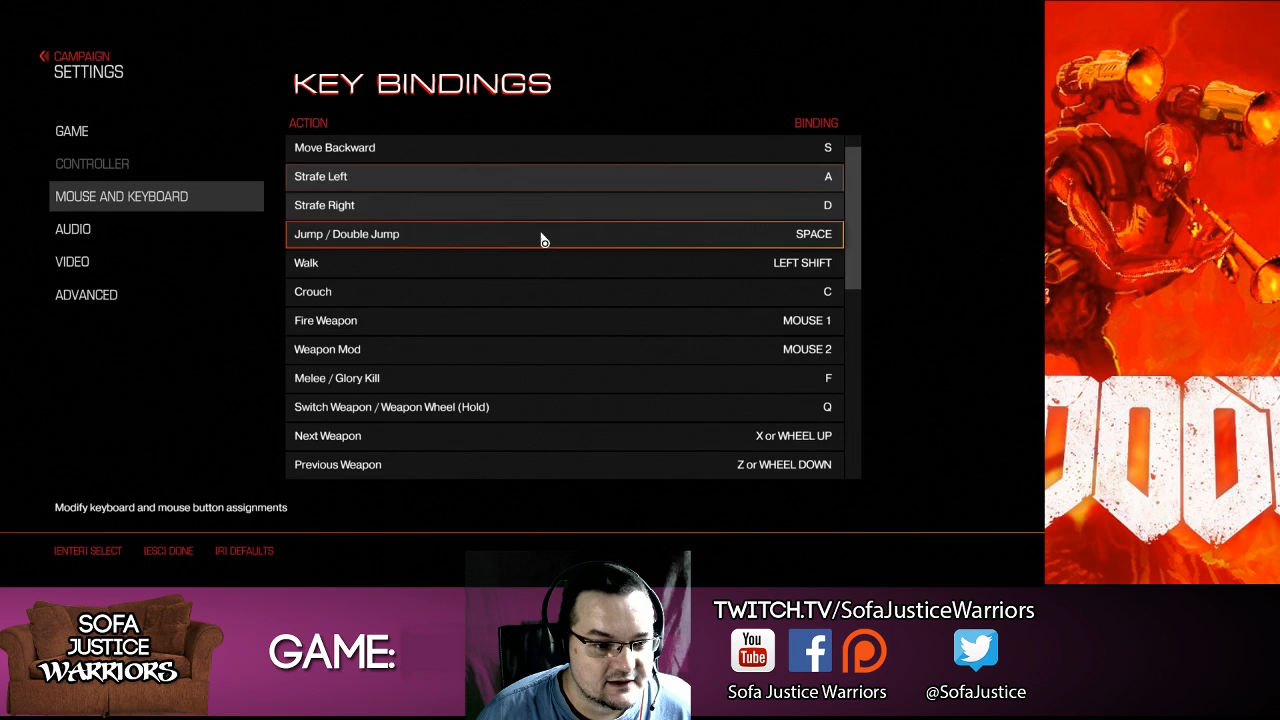 CAMPAIGN
SETTINGS
GAME
CONTROLLER
MOUSE AND KEYBOARD
AUDIO
VIDEO
ADVANCED
KEY BINDINGS
ACTION BINDING
Move Backward S
Strafe Left A
Strafe Right D
Jump / Double Jump SPACE
Walk LEFT SHIFT
Crouch C
Fire Weapon MOUSE 1
Weapon Mod MOUSE 2
Melee / Glory Kill F
Switch Weapon / Weapon Wheel (Hold) Q
Next Weapon X or WHEEL UP
Previous Weapon Z or WHEEL DOWN
Modify keyboard and mouse button assignments
[ENTER] SELECT [ESC] DONE [R] DEFAULTS
DOO
SOFA
JUSTICE
WARRIORS
GAME:
TWITCH.TV/SofaJusticeWarriors
You
Tube
Sofa Justice Warriors @SofaJustice